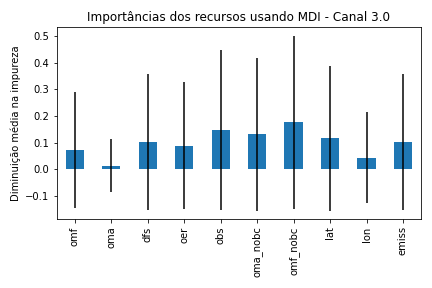 Importâncias dos recursos usando MDI - Canal 3.0
Diminuição média na impureza
0.5
0.4
0.3
0.2
0.1
0.0
−0.1
omf
oma
dfs
oer
obs
oma_nobc
omf_nobc
lat
lon
emiss